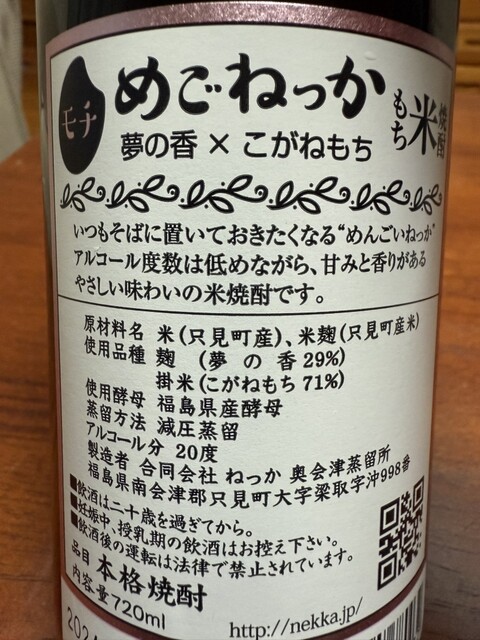 モチ
めごねっか
もち米焼酎
夢の香 × こがねもち
いつもそばに置いておきたくなる“めんごいねっか”
アルコール度数は低めながら、甘みと香りがある
やさしい味わいの米焼酎です。
原材料名 米(只見町産)、米麹(只見町産米)
使用品種 麹 (夢の香29%)
掛米(こがねもち71%)
使用酵母 福島県産酵母
蒸留方法 減圧蒸留
アルコール分 20度
製造者 合同会社 ねっか 奥会津蒸留所
福島県南会津郡只見町大字梁取字沖998番
■飲酒は二十歳を過ぎてから。
■妊娠中、授乳期の飲酒はお控え下さい。
■飲酒後の運転は法律で禁止されています。
品目 本格焼酎
内容量720ml
http://nekka.jp/